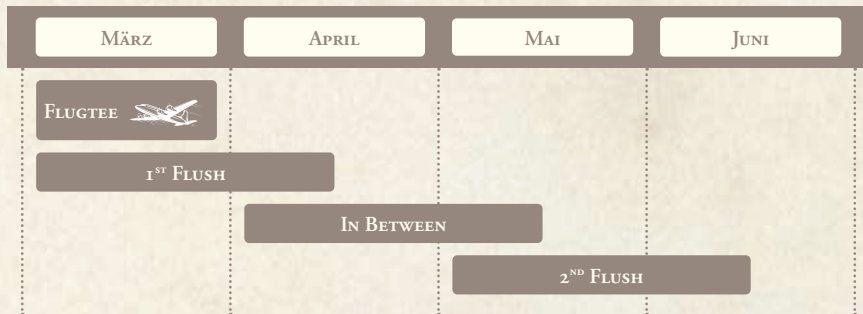 März
April
Mai
Juni
Flugtee
1st Flush
In Between
2nd Flush